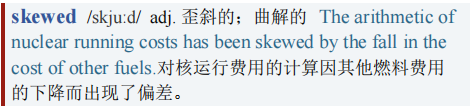 skewed /skju:d/ adj. 歪斜的；曲解的 The arithmetic of
nuclear running costs has been skewed by the fall in the
cost of other fuels.对核运行费用的计算因其他燃料费用
的下降而出现了偏差。